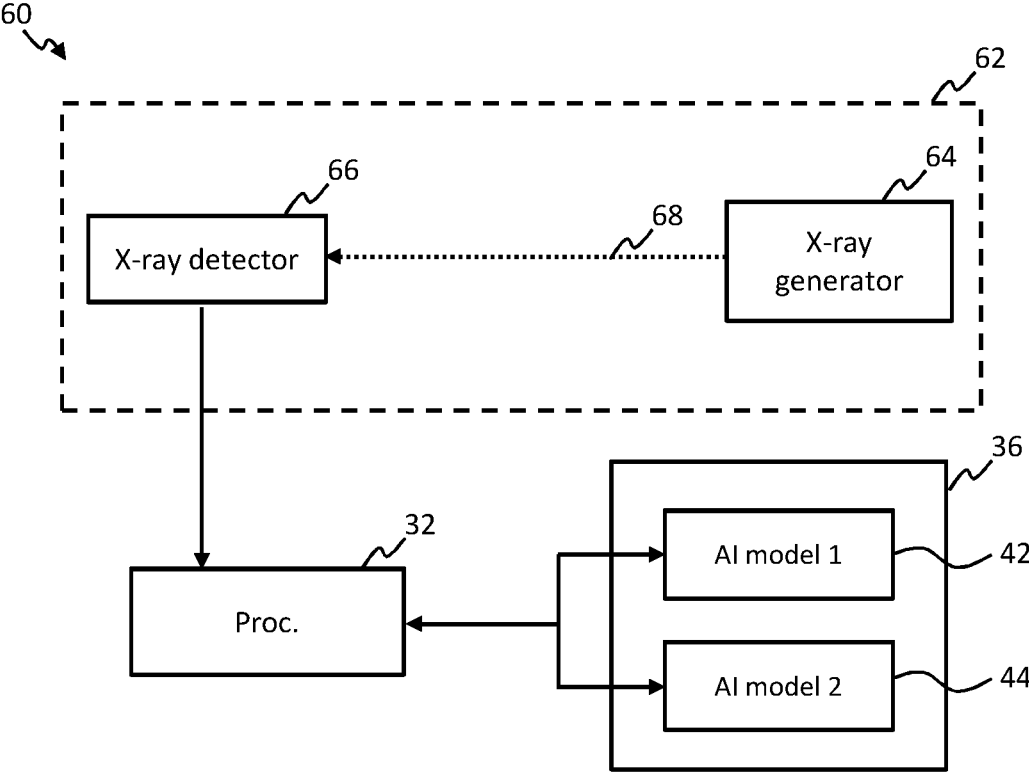 60
62
66
64
68
X-ray detector
X-ray
generator
36
32
AI model 1
42
Proc.
AI model 2
44